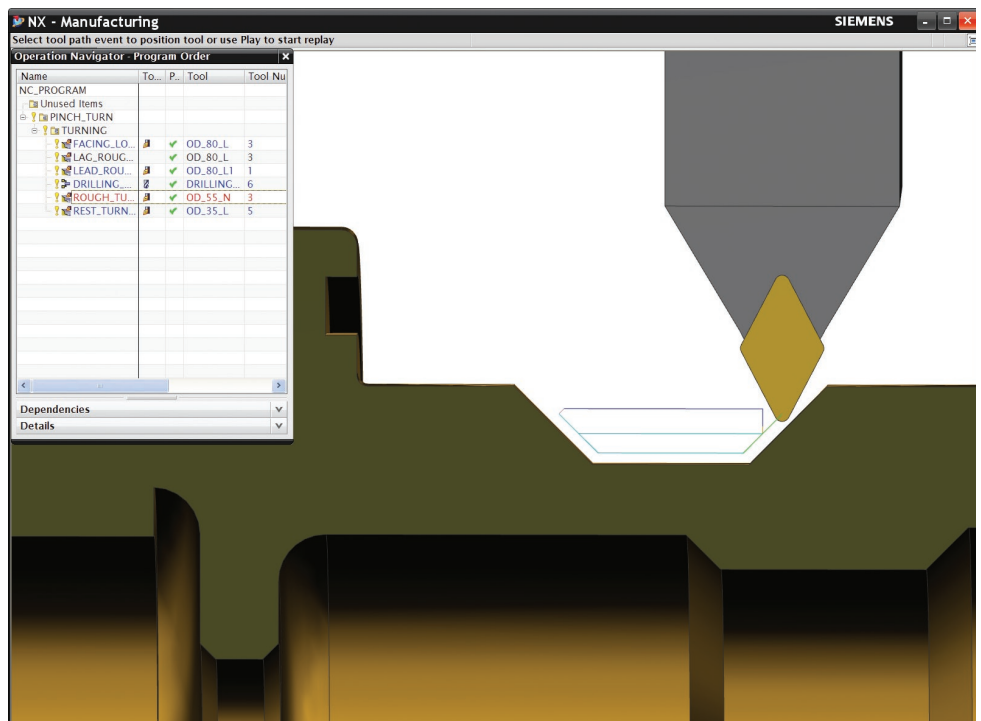 NX - Manufacturing
SIEMENS
Select tool path event to position tool or use Play to start replay
Operation Navigator - Program Order
Name To... P.. Tool Tool Nu
NC_PROGRAM
Unused Items
PINCH_TURN
TURNING
FACING_LO... OD_80_L 3
LAG_ROUG... OD_80_L 3
LEAD_ROU... OD_80_L1 1
DRILLING_... DRILLING... 6
ROUGH_TU... OD_55_N 3
REST_TURN... OD_35_L 5
Dependencies
Details